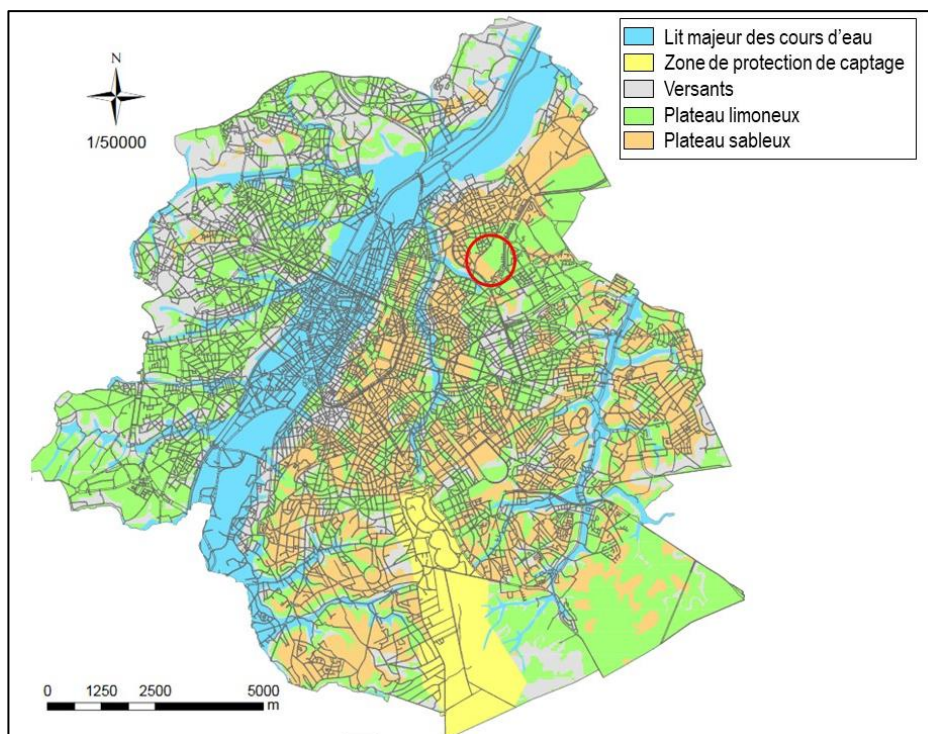 Lit majeur des cours d'eau
Zone de protection de captage
Versants
Plateau limoneux
Plateau sableux
N
1/50000
0 1250 2500 5000
m